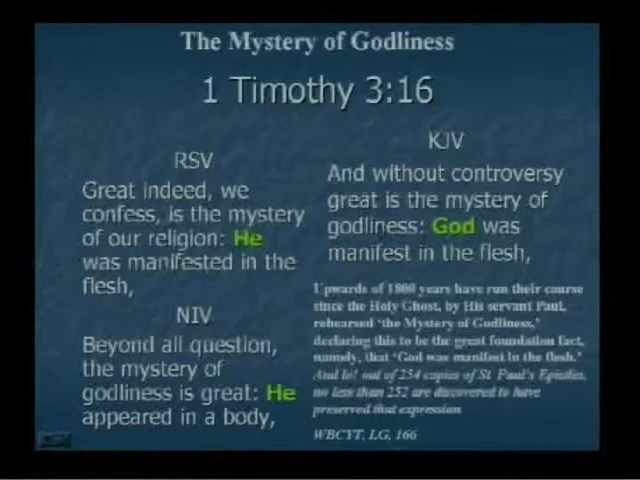 The Mystery of Godliness
1 Timothy 3:16
RSV
Great indeed, we
confess, is the mystery
of our religion: He
was manifested in the
flesh,
NIV
Beyond all question,
the mystery of
godliness is great: He
appeared in a body,
KJV
And without controversy
great is the mystery of
godliness: God was
manifest in the flesh,
Upwards of 1800 years have run their course
since the Holy Ghost, by His servant Paul,
rehearsed 'the Mystery of Godliness,'
declaring this to be the great foundation fact,
namely, that 'God was manifest in the flesh.'
And lo! out of 254 copies of St. Paul's Epistles,
no less than 252 are discovered to have
preserved that expression
WBCYT, LG, 166